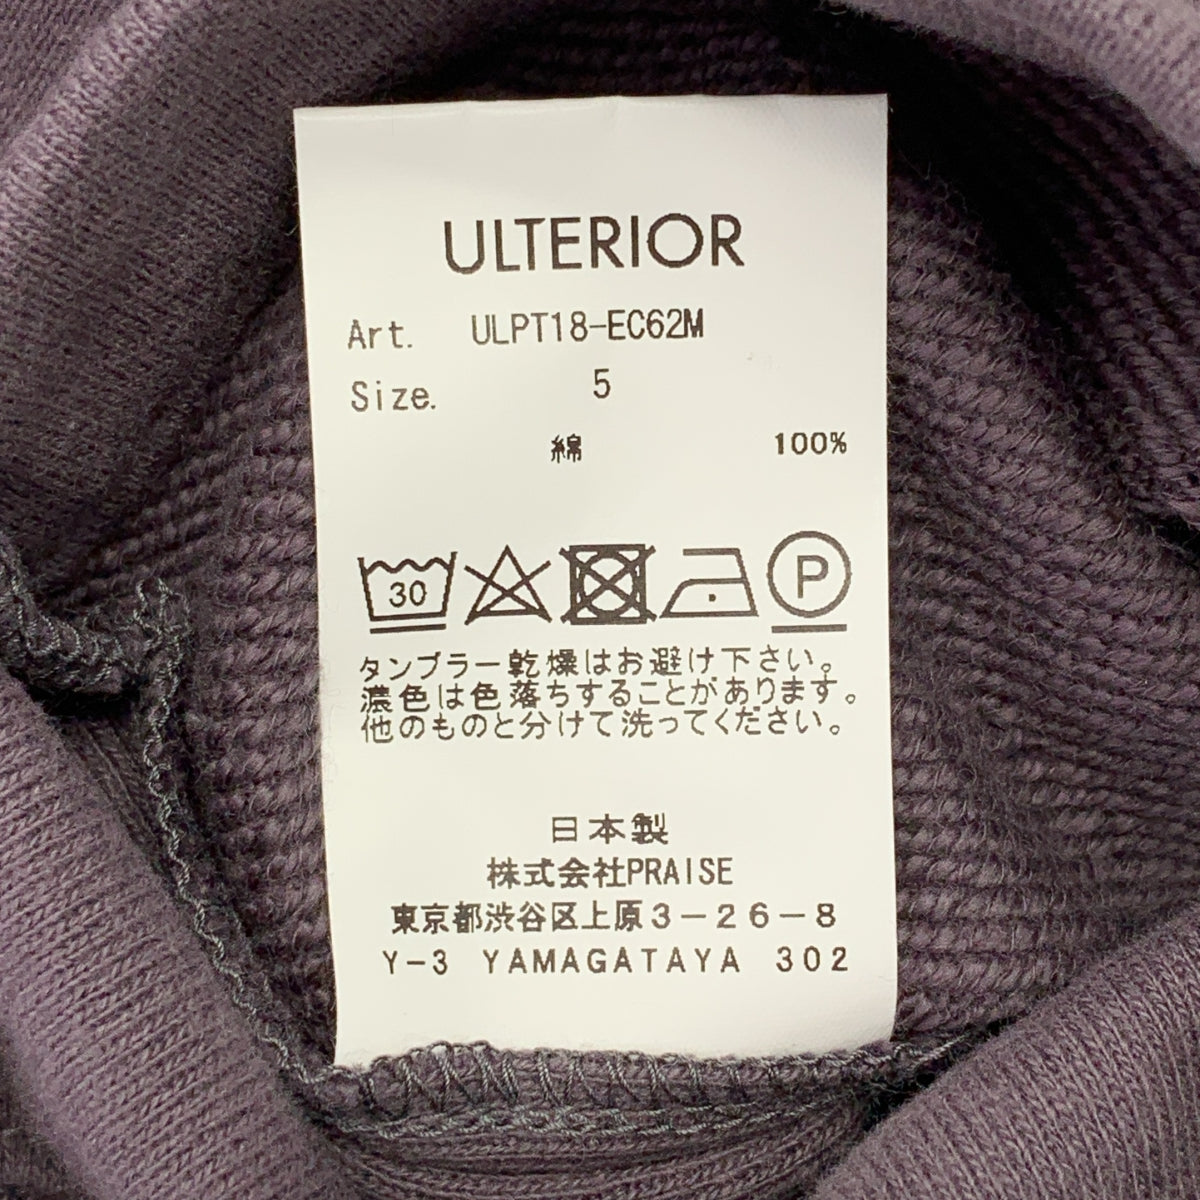 ULTERIOR
Art. ULPT18-EC62M
Size. 5
綿 100%
30 P
タンブラー乾燥はお避け下さい。
濃色は色落ちすることがあります。
他のものと分けて洗ってください。
日本製
株式会社PRAISE
東京都渋谷区上原3-26-8
Y-3 YAMAGATAYA 302